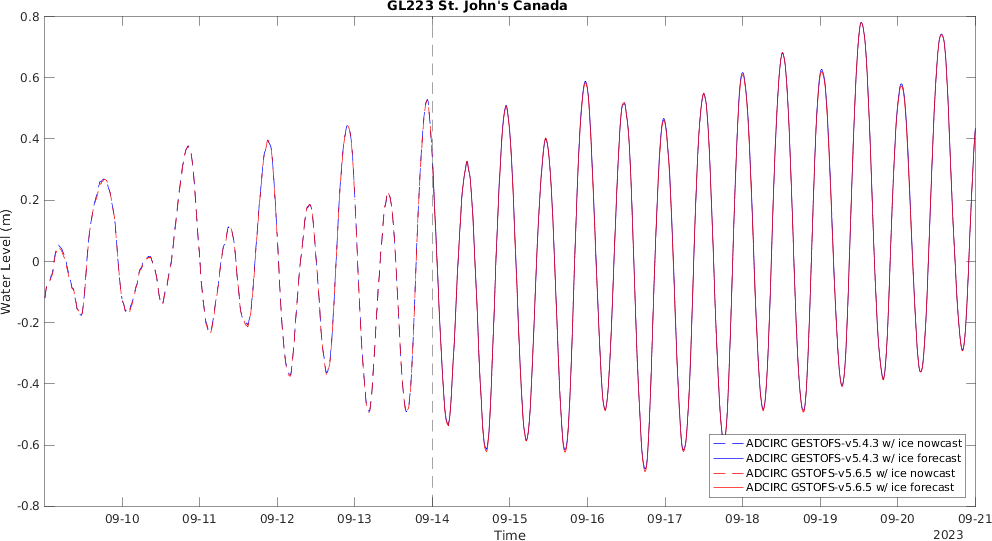 GL223 St. John's Canada
0.8
0.6
0.4
0.2
0
-0.2
-0.4
-0.6
-0.8
Water Level (m)
09-10 09-11 09-12 09-13 09-14 09-15 09-16 09-17 09-18 09-19 09-20 09-21
Time
2023
ADCIRC GESTOFS-v5.4.3 w/ ice nowcast
ADCIRC GESTOFS-v5.4.3 w/ ice forecast
ADCIRC GSTOFS-v5.6.5 w/ ice nowcast
ADCIRC GSTOFS-v5.6.5 w/ ice forecast